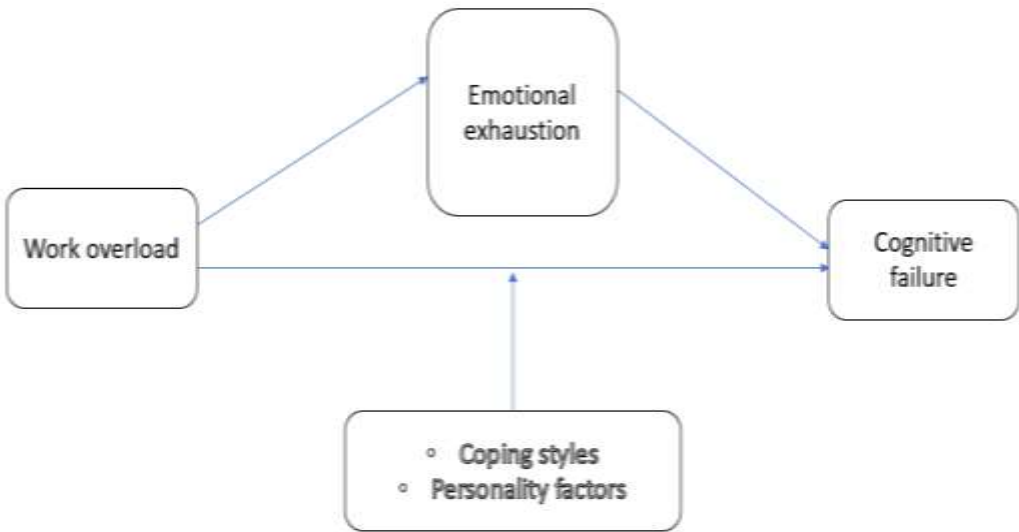 Emotional
exhaustion
Work overload
Cognitive
failure
◦ Coping styles
◦ Personality factors